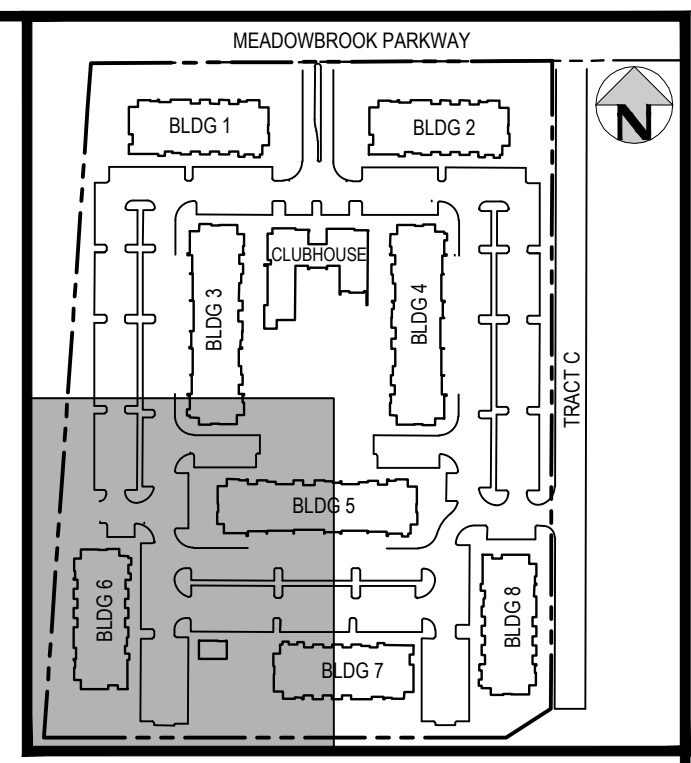 MEADOWBROOK PARKWAY
N
BLDG 1
BLDG 2
CLUBHOUSE
BLDG 3
BLDG 4
TRACT C
BLDG 5
BLDG 6
BLDG 8
BLDG 7